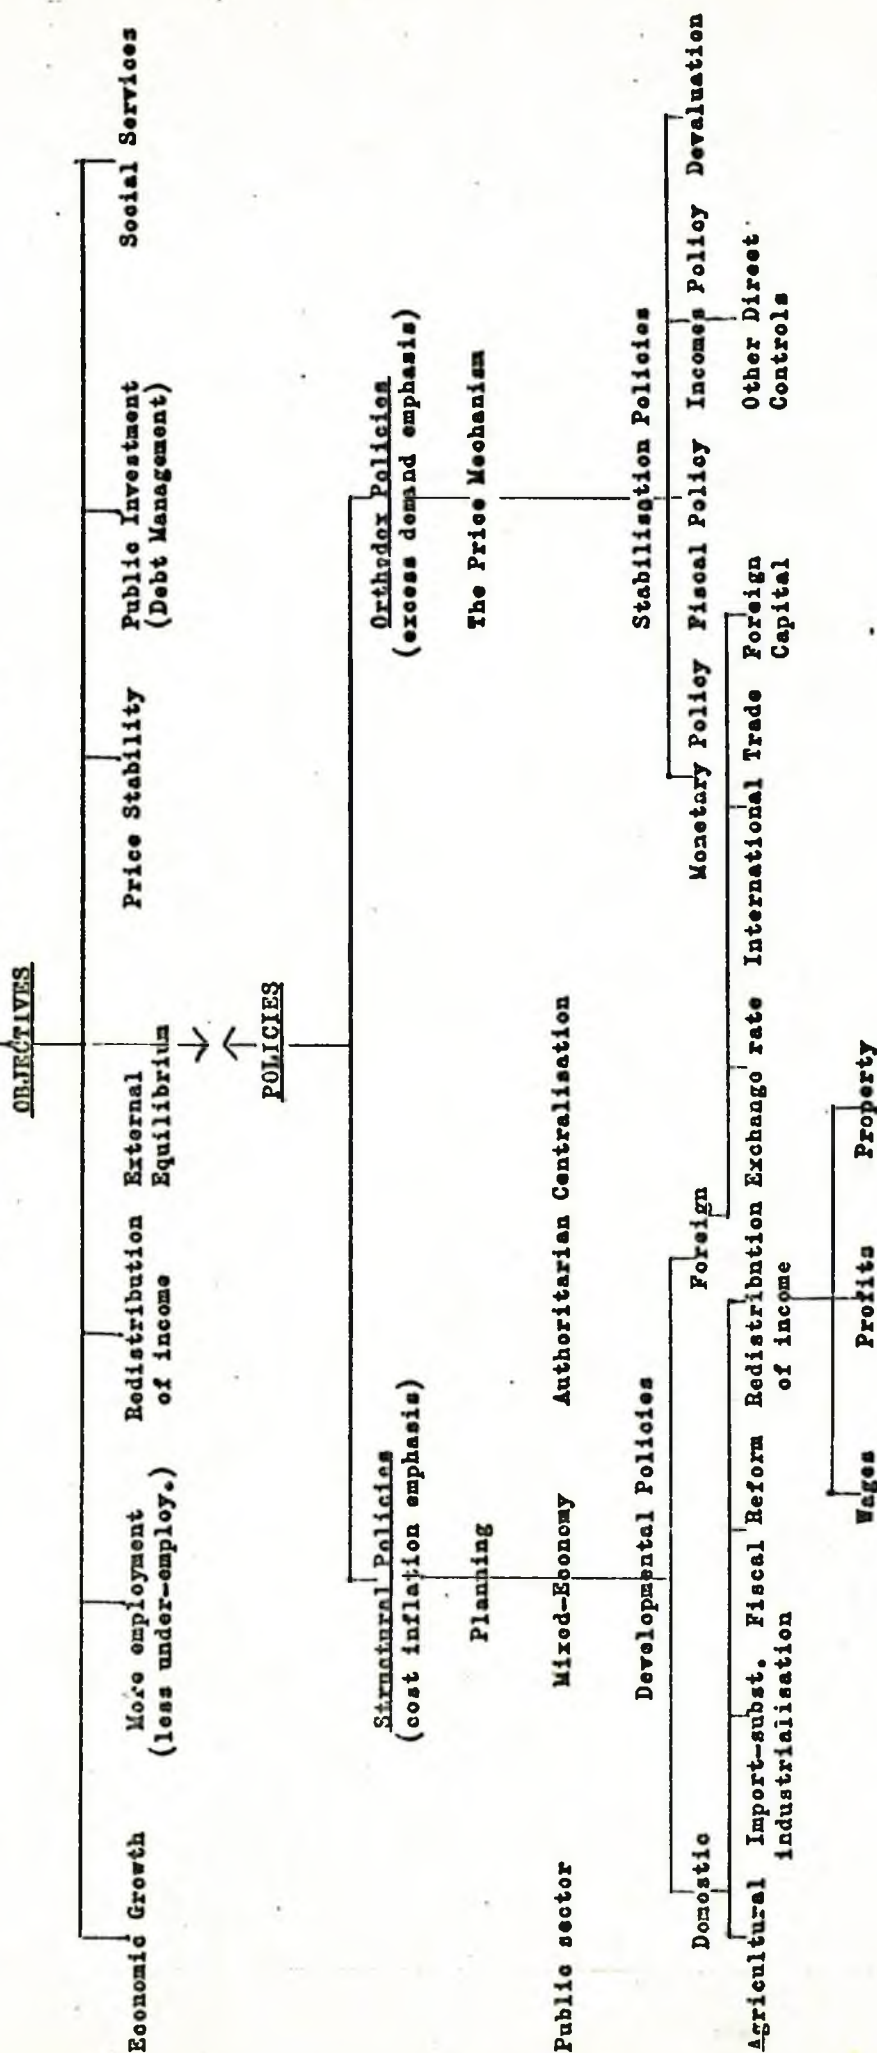 OBJECTIVES
Economic Growth More employment Redistribution External Price Stability Public Investment Social Services
(less under-employ.) of income Equilibrium (Debt Management)
POLICIES
Structural Policies Orthodox Policies
(cost inflation emphasis) (excess demand emphasis)
Planning The Price Mechanism
Public sector Mixed-Economy Authoritarian Centralisation
Developmental Policies Stabilisation Policies
Domestic Foreign Monetary Policy Fiscal Policy Incomes Policy Devaluation
Agricultural Import-subst. Fiscal Reform Redistribution Exchange rate International Trade Foreign Other Direct
industrialisation of income Capital Controls
Wages Profits Property